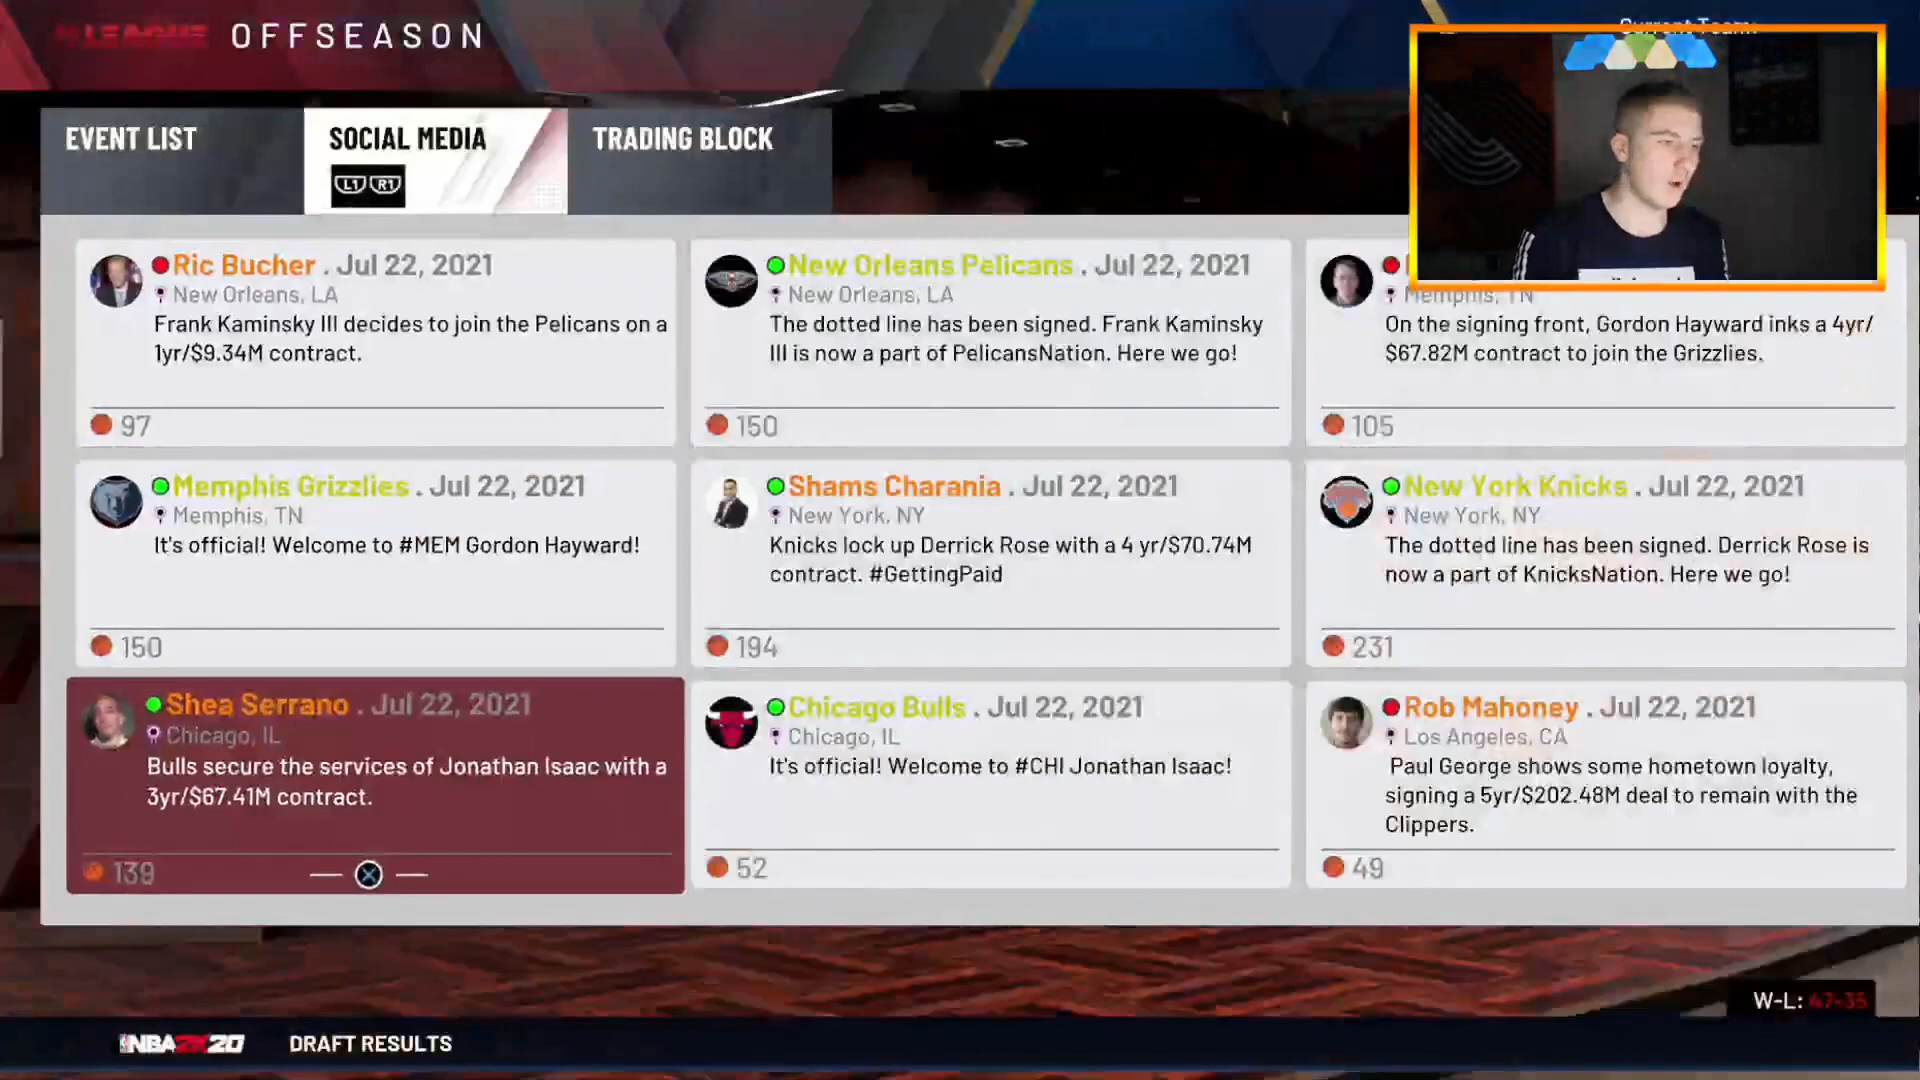 LEAGUE OFFSEASON
EVENT LIST
SOCIAL MEDIA
L1 R1
TRADING BLOCK
Ric Bucher . Jul 22, 2021
New Orleans, LA
Frank Kaminsky III decides to join the Pelicans on a
1yr/$9.34M contract.
97
New Orleans Pelicans . Jul 22, 2021
New Orleans, LA
The dotted line has been signed. Frank Kaminsky
III is now a part of PelicansNation. Here we go!
150
Memphis, TN
On the signing front, Gordon Hayward inks a 4yr/
$67.82M contract to join the Grizzlies.
105
Memphis Grizzlies . Jul 22, 2021
Memphis, TN
It's official! Welcome to #MEM Gordon Hayward!
150
Shams Charania . Jul 22, 2021
New York, NY
Knicks lock up Derrick Rose with a 4 yr/$70.74M
contract. #GettingPaid
194
New York Knicks . Jul 22, 2021
New York, NY
The dotted line has been signed. Derrick Rose is
now a part of KnicksNation. Here we go!
231
Shea Serrano . Jul 22, 2021
Chicago, IL
Bulls secure the services of Jonathan Isaac with a
3yr/$67.41M contract.
139
Chicago Bulls . Jul 22, 2021
Chicago, IL
It's official! Welcome to #CHI Jonathan Isaac!
52
Rob Mahoney . Jul 22, 2021
Los Angeles, CA
Paul George shows some hometown loyalty,
signing a 5yr/$202.48M deal to remain with the
Clippers.
49
W-L: 47-35
NBA2K20 DRAFT RESULTS